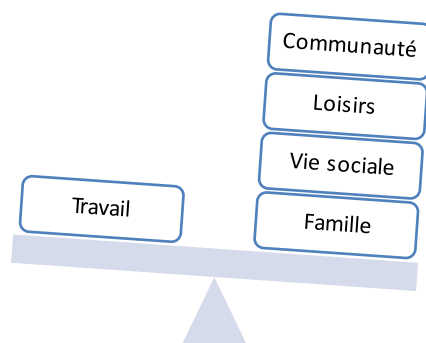 Communauté
Loisirs
Vie sociale
Travail
Famille